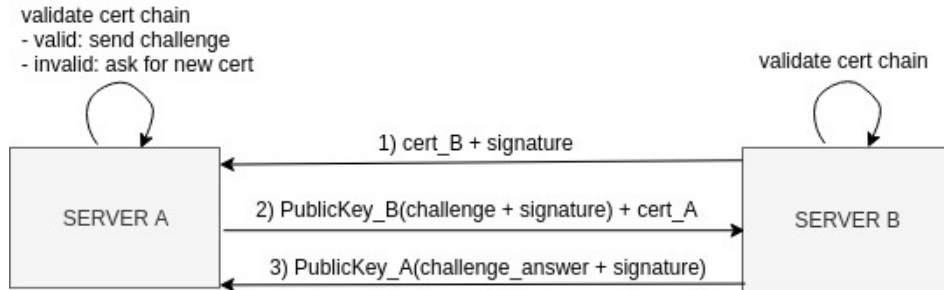 validate cert chain
- valid: send challenge
- invalid: ask for new cert
validate cert chain
1) cert_B + signature
2) PublicKey_B(challenge + signature) + cert_A
3) PublicKey_A(challenge_answer + signature)
SERVER A
SERVER B